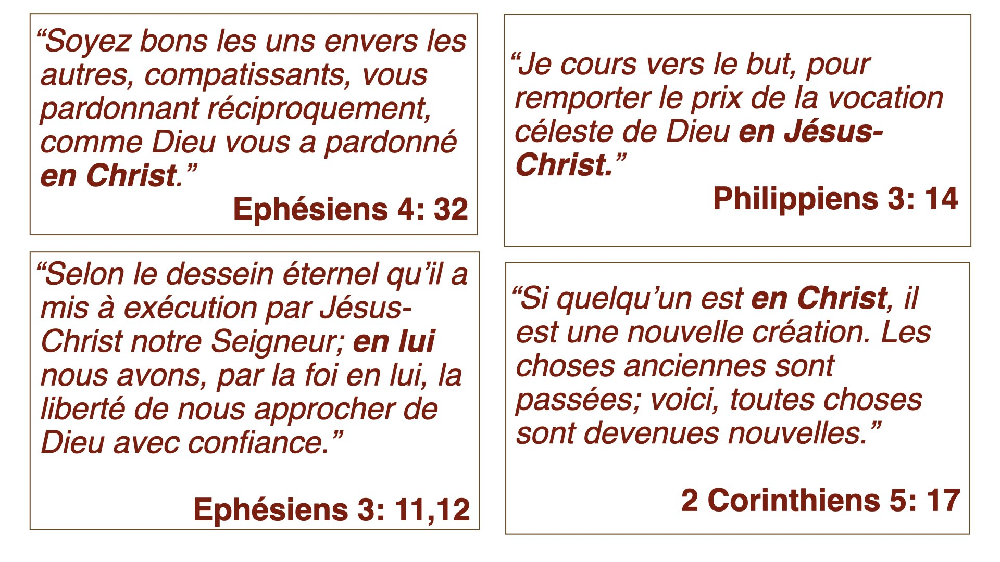 “Soyez bons les uns envers les
autres, compatissants, vous
pardonnant réciproquement,
comme Dieu vous a pardonné
en Christ.”
Ephésiens 4: 32
“Je cours vers le but, pour
remporter le prix de la vocation
céleste de Dieu en Jésus-
Christ.”
Philippiens 3: 14
“Selon le dessein éternel qu’il a
mis à exécution par Jésus-
Christ notre Seigneur; en lui
nous avons, par la foi en lui, la
liberté de nous approcher de
Dieu avec confiance.”
Ephésiens 3: 11,12
“Si quelqu’un est en Christ, il
est une nouvelle création. Les
choses anciennes sont
passées; voici, toutes choses
sont devenues nouvelles.”
2 Corinthiens 5: 17